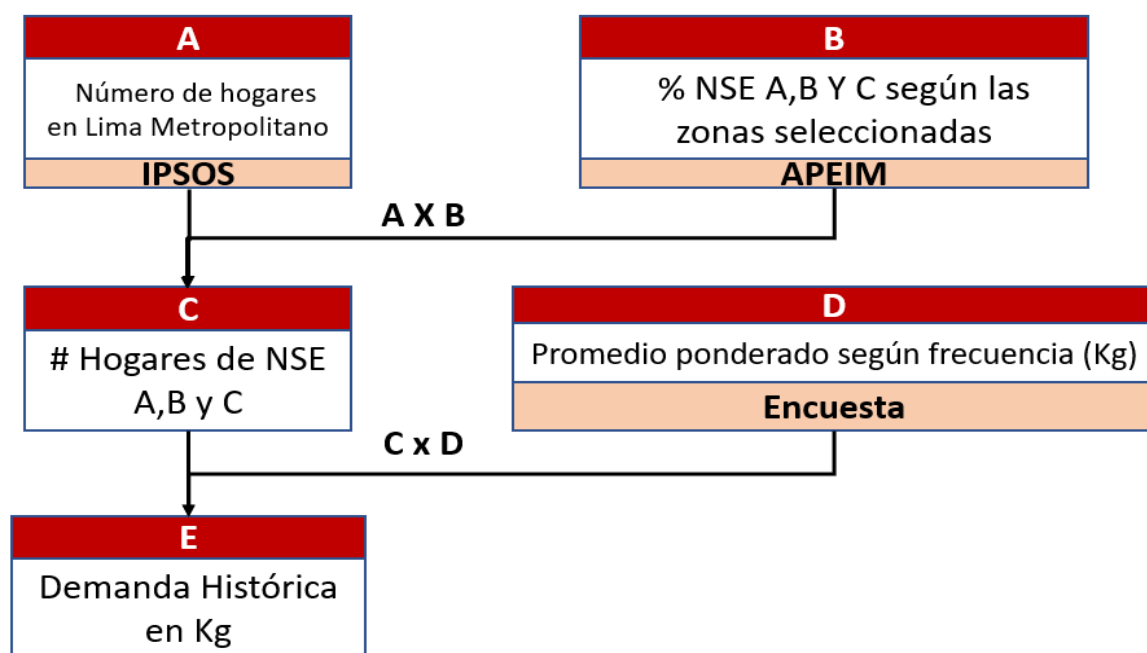 A
Número de hogares
en Lima Metropolitano
IPSOS
B
% NSE A,B Y C según las
zonas seleccionadas
APEIM
A X B
C
# Hogares de NSE
A,B y C
D
Promedio ponderado según frecuencia (Kg)
Encuesta
C x D
E
Demanda Histórica
en Kg